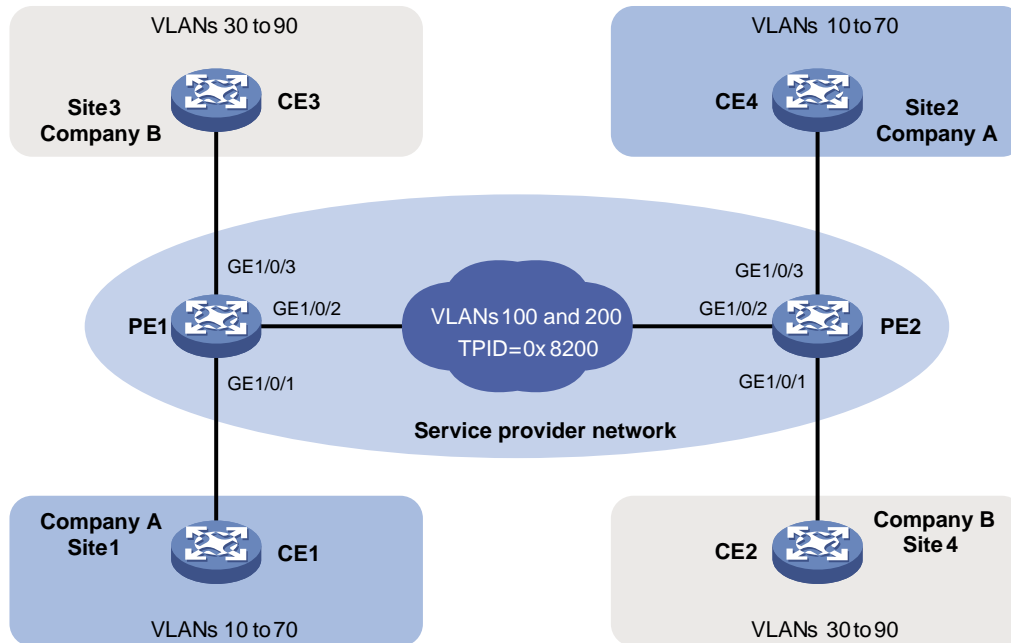 VLANs 30 to 90
VLANs 10 to 70
Site3
Company B
CE3
CE4
Site2
Company A
GE1/0/3
GE1/0/3
PE1
GE1/0/2
VLANs 100 and 200
TPID=0x 8200
GE1/0/2
PE2
GE1/0/1
GE1/0/1
Service provider network
Company A
Site1
CE1
CE2
Company B
Site 4
VLANs 10 to 70
VLANs 30 to 90